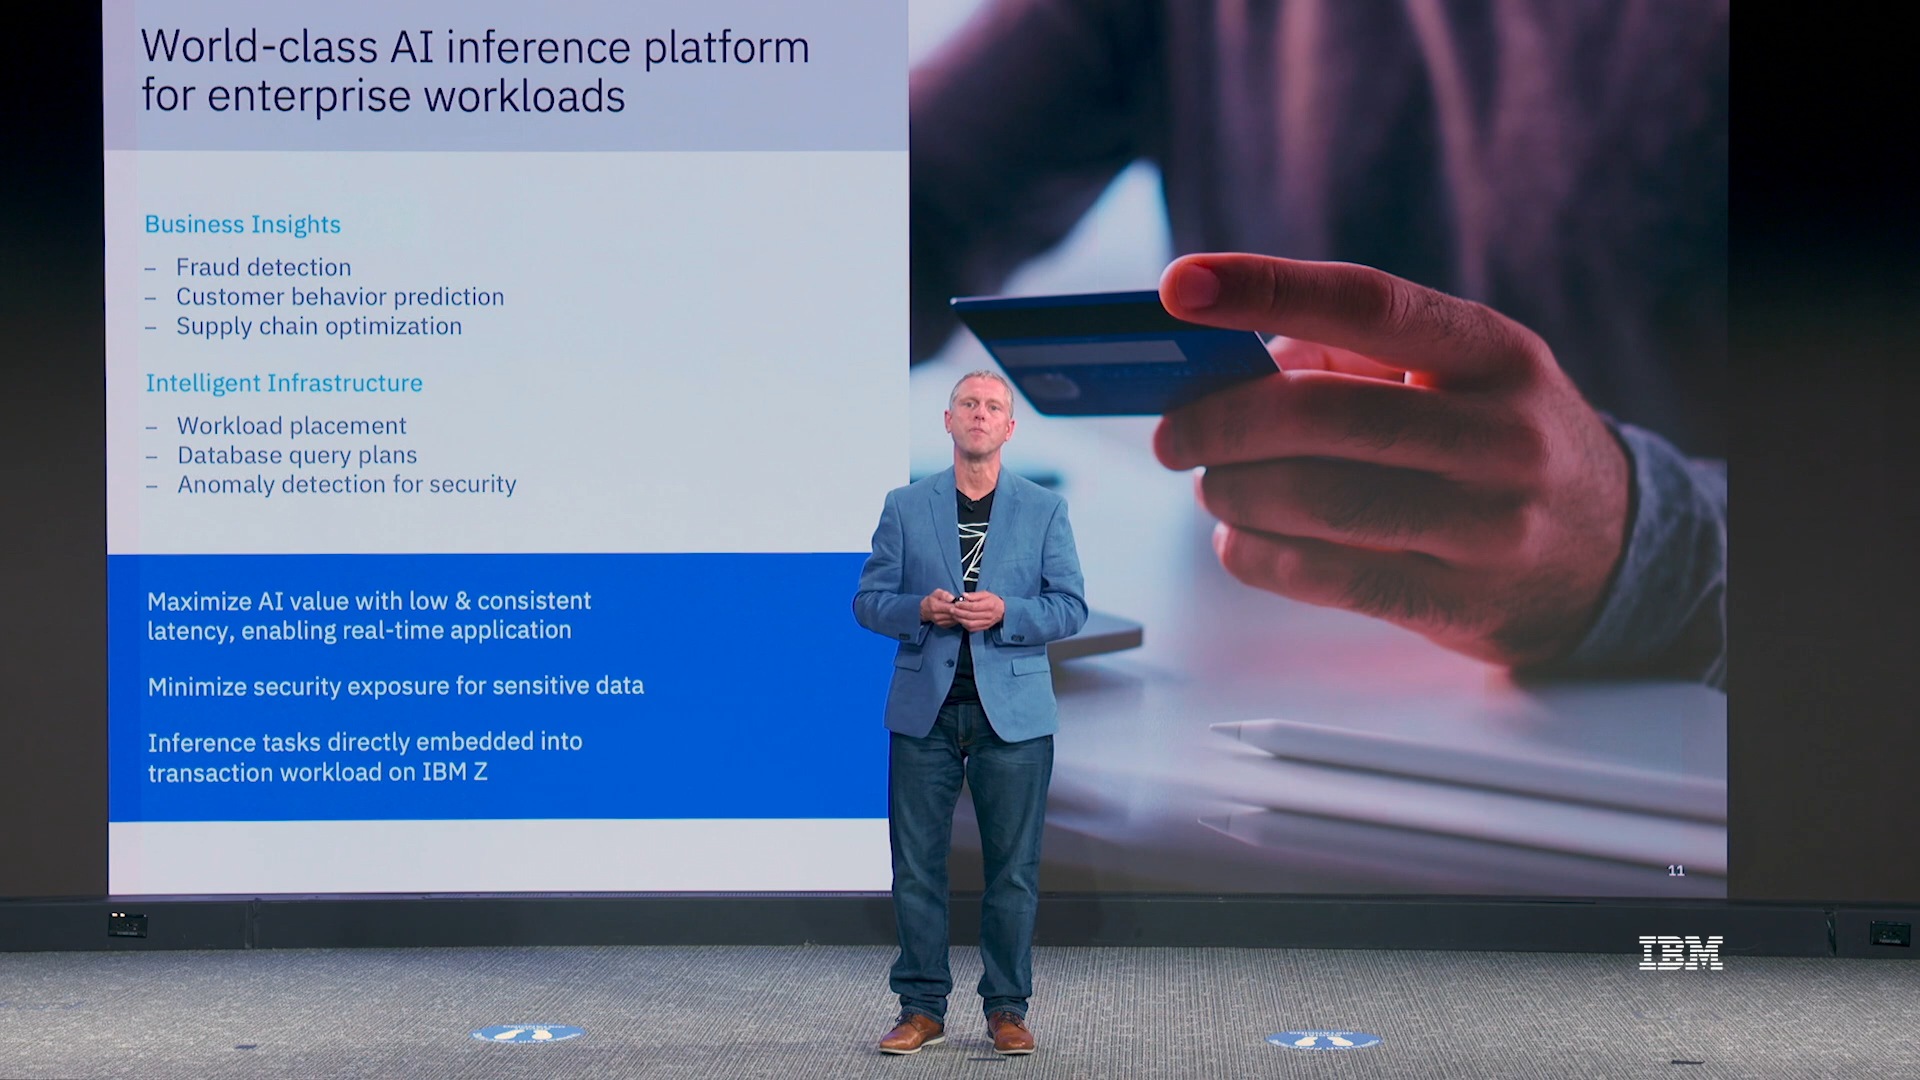 World-class AI inference platform
for enterprise workloads
Business Insights
– Fraud detection
– Customer behavior prediction
– Supply chain optimization
Intelligent Infrastructure
– Workload placement
– Database query plans
– Anomaly detection for security
Maximize AI value with low & consistent
latency, enabling real-time application
Minimize security exposure for sensitive data
Inference tasks directly embedded into
transaction workload on IBM Z
11
IBM